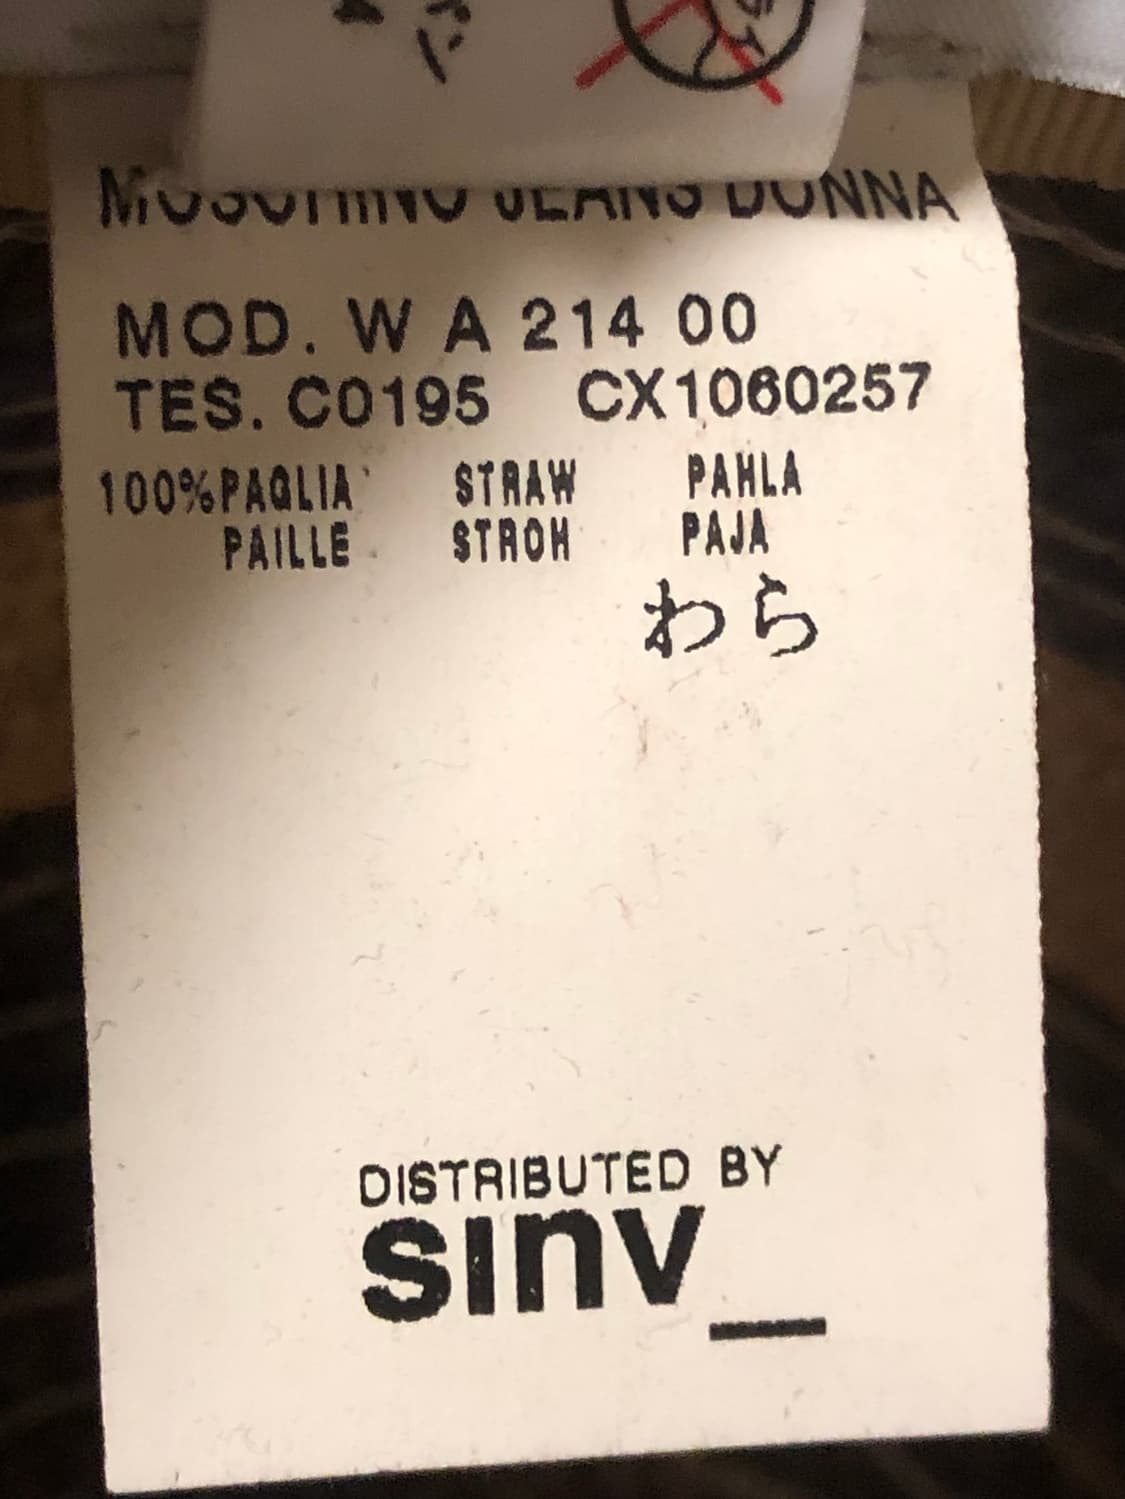 MOSCHINO JEANS DONNA
MOD. W A 214 00
TES. C0195 CX1060257
100%PAGLIA STRAW PAHLA
PAILLE STROH PAJA
わら
DISTRIBUTED BY
sınv_